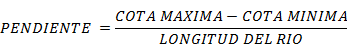 PENDIENTE = COTA MAXIMA − COTA MINIMA
LONGITUD DEL RIO